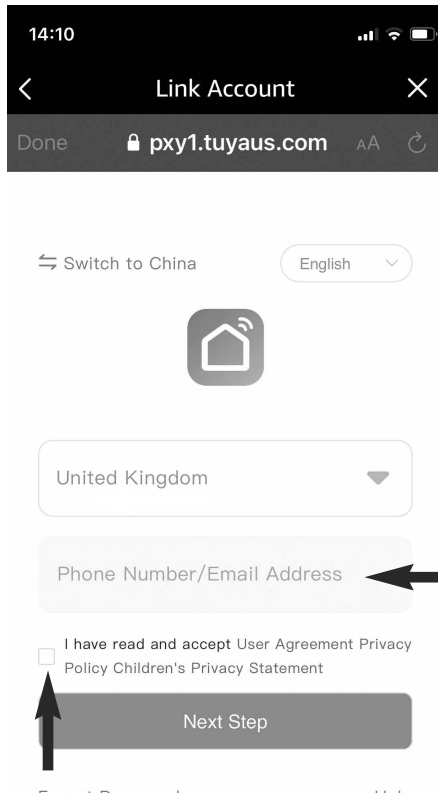 14:10
Link Account
Done pxy1.tuyaus.com AA
Switch to China English
United Kingdom
Phone Number/Email Address
I have read and accept User Agreement Privacy
Policy Children's Privacy Statement
Next Step